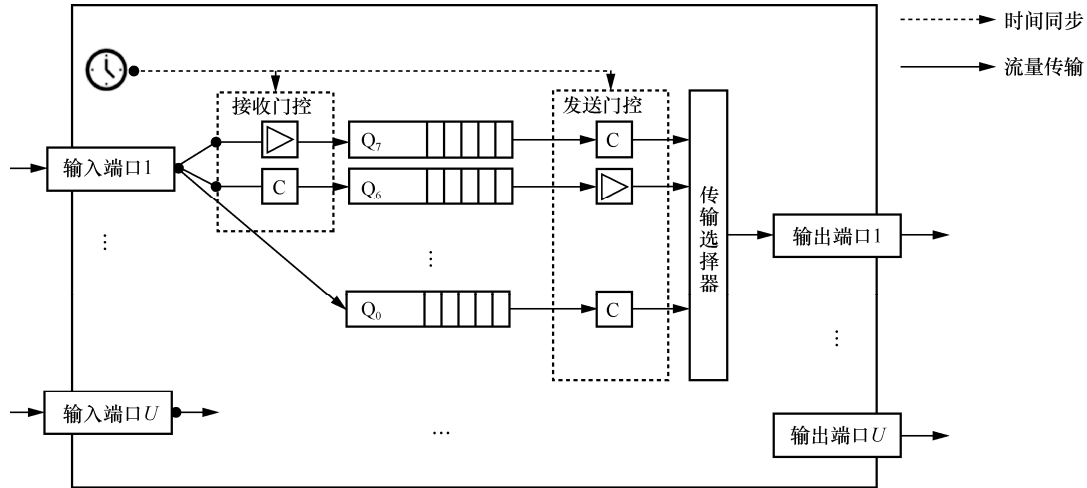 时间同步
流量传输
接收门控
发送门控
输入端口1
Q7
C
C
Q6
传输选择器
输出端口1
⋮
⋮
Q0
C
⋮
输入端口U
…
输出端口U